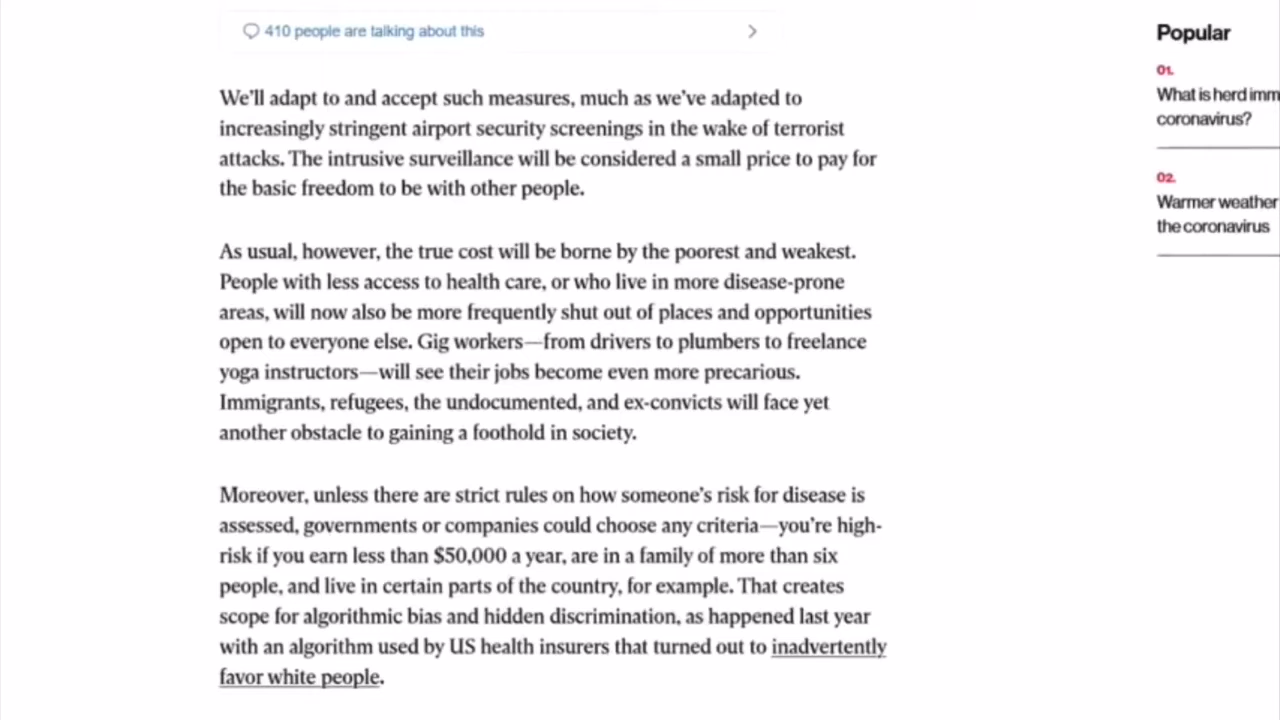 410 people are talking about this
We'll adapt to and accept such measures, much as we've adapted to
increasingly stringent airport security screenings in the wake of terrorist
attacks. The intrusive surveillance will be considered a small price to pay for
the basic freedom to be with other people.
As usual, however, the true cost will be borne by the poorest and weakest.
People with less access to health care, or who live in more disease-prone
areas, will now also be more frequently shut out of places and opportunities
open to everyone else. Gig workers—from drivers to plumbers to freelance
yoga instructors—will see their jobs become even more precarious.
Immigrants, refugees, the undocumented, and ex-convicts will face yet
another obstacle to gaining a foothold in society.
Moreover, unless there are strict rules on how someone's risk for disease is
assessed, governments or companies could choose any criteria—you're high-
risk if you earn less than $50,000 a year, are in a family of more than six
people, and live in certain parts of the country, for example. That creates
scope for algorithmic bias and hidden discrimination, as happened last year
with an algorithm used by US health insurers that turned out to inadvertently
favor white people.
Popular
01.
What is herd imm
coronavirus?
02.
Warmer weather
the coronavirus